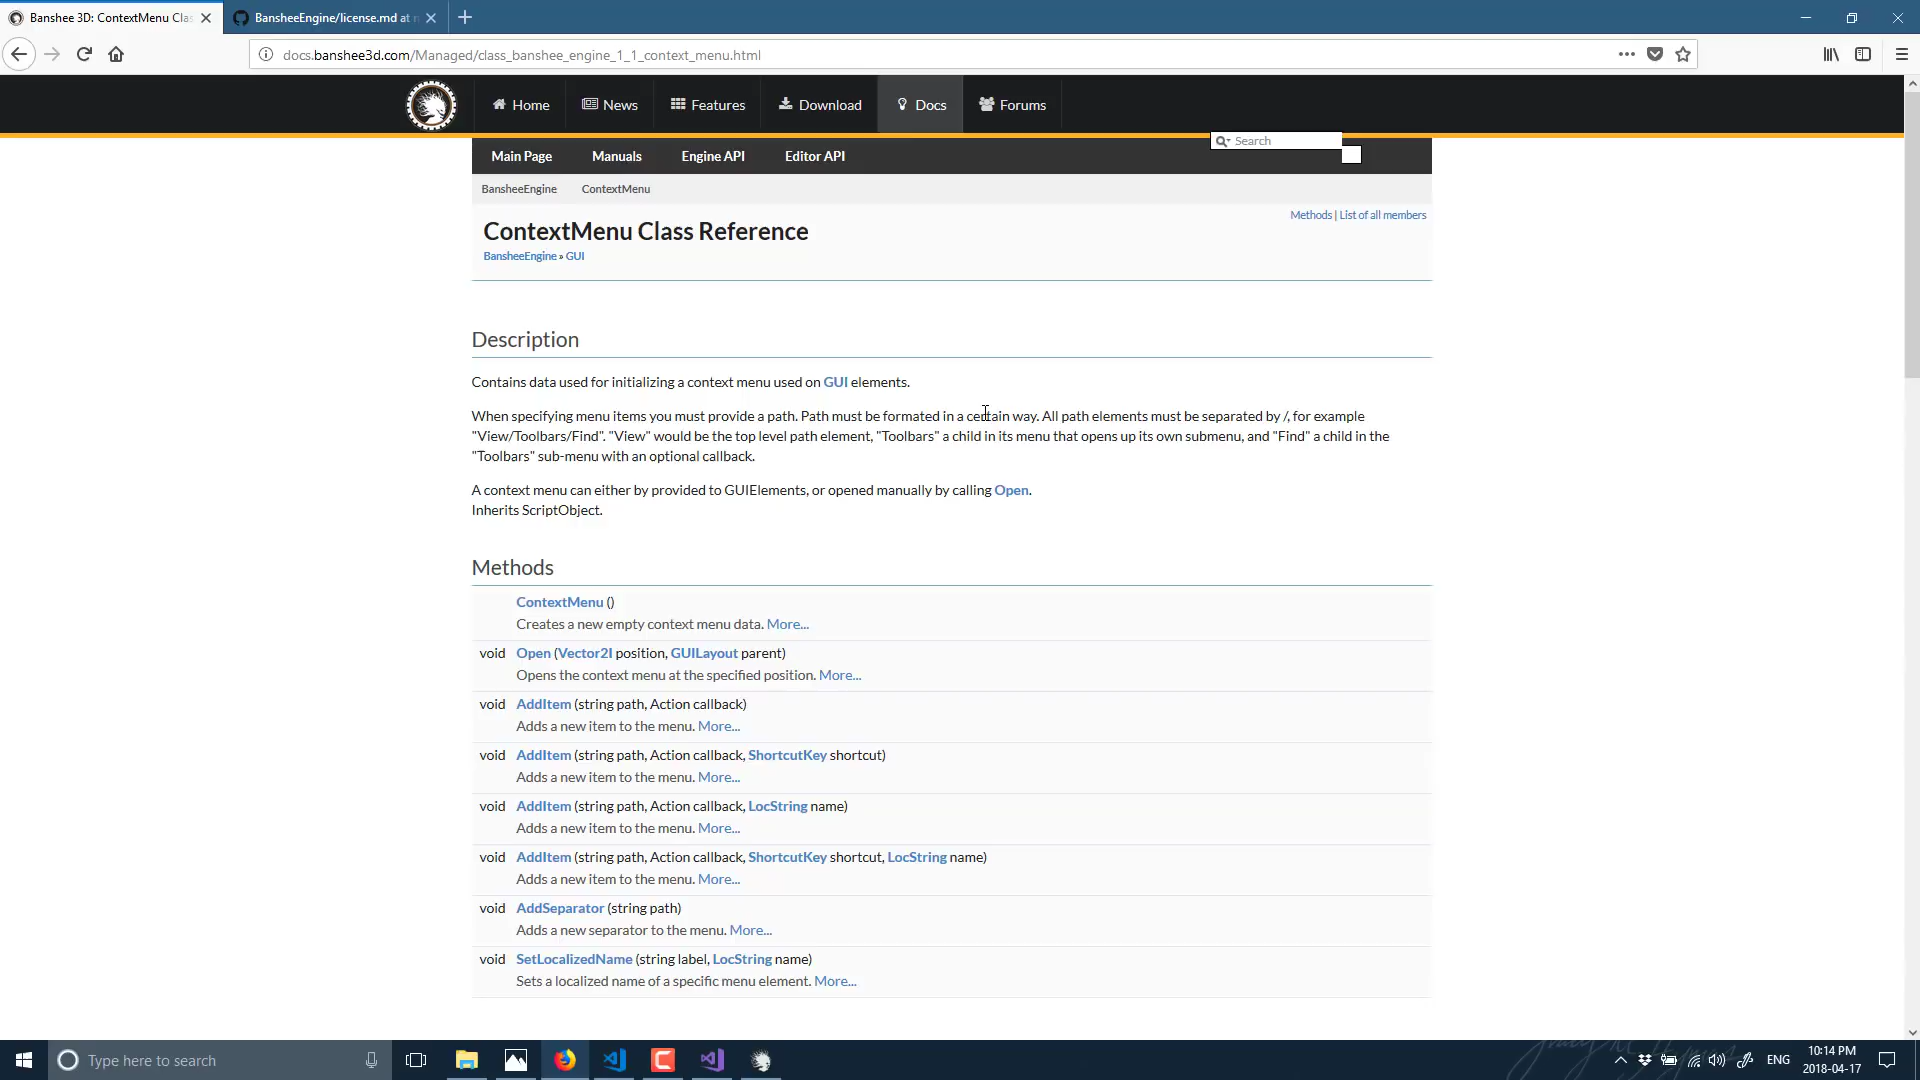 Banshee 3D: ContextMenu Clas
BansheeEngine/license.md at
docs.banshee3d.com/Managed/class_banshee_engine_1_1_context_menu.html
Home
News
Features
Download
Docs
Forums
Search
Main Page
Manuals
Engine API
Editor API
BansheeEngine
ContextMenu
Methods | List of all members
ContextMenu Class Reference
BansheeEngine » GUI
Description
Contains data used for initializing a context menu used on GUI elements.
When specifying menu items you must provide a path. Path must be formated in a certain way. All path elements must be separated by /, for example
"View/Toolbars/Find". "View" would be the top level path element, "Toolbars" a child in its menu that opens up its own submenu, and "Find" a child in the
"Toolbars" sub-menu with an optional callback.
A context menu can either by provided to GUIElements, or opened manually by calling Open.
Inherits ScriptObject.
Methods
ContextMenu ()
Creates a new empty context menu data. More...
void Open (Vector2I position, GUILayout parent)
Opens the context menu at the specified position. More...
void AddItem (string path, Action callback)
Adds a new item to the menu. More...
void AddItem (string path, Action callback, ShortcutKey shortcut)
Adds a new item to the menu. More...
void AddItem (string path, Action callback, LocString name)
Adds a new item to the menu. More...
void AddItem (string path, Action callback, ShortcutKey shortcut, LocString name)
Adds a new item to the menu. More...
void AddSeparator (string path)
Adds a new separator to the menu. More...
void SetLocalizedName (string label, LocString name)
Sets a localized name of a specific menu element. More...
Type here to search
ENG
10:14 PM
2018-04-17